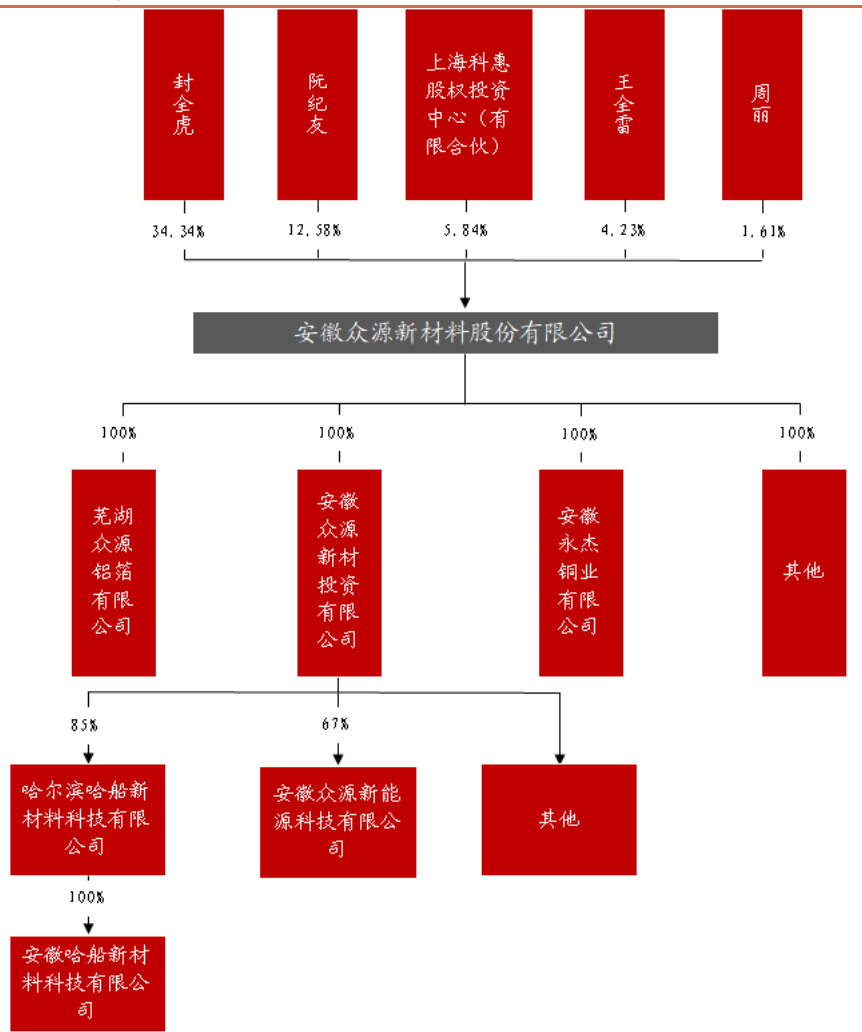 封全虎
阮纪友
上海科惠
股权投资
中心（有
限合伙）
王全雷
周丽
34.34%
12.58%
5.84%
4.23%
1.61%
安徽众源新材料股份有限公司
100%
100%
100%
100%
芜湖
众源
铝箔
有限
公司
安徽
众源
新材
投资
有限
公司
安徽
永杰
铜业
有限
公司
其他
85%
67%
哈尔滨哈船新
材料科技有限
公司
安徽众源新能
源科技有限公
司
其他
100%
安徽哈船新材
料科技有限公
司